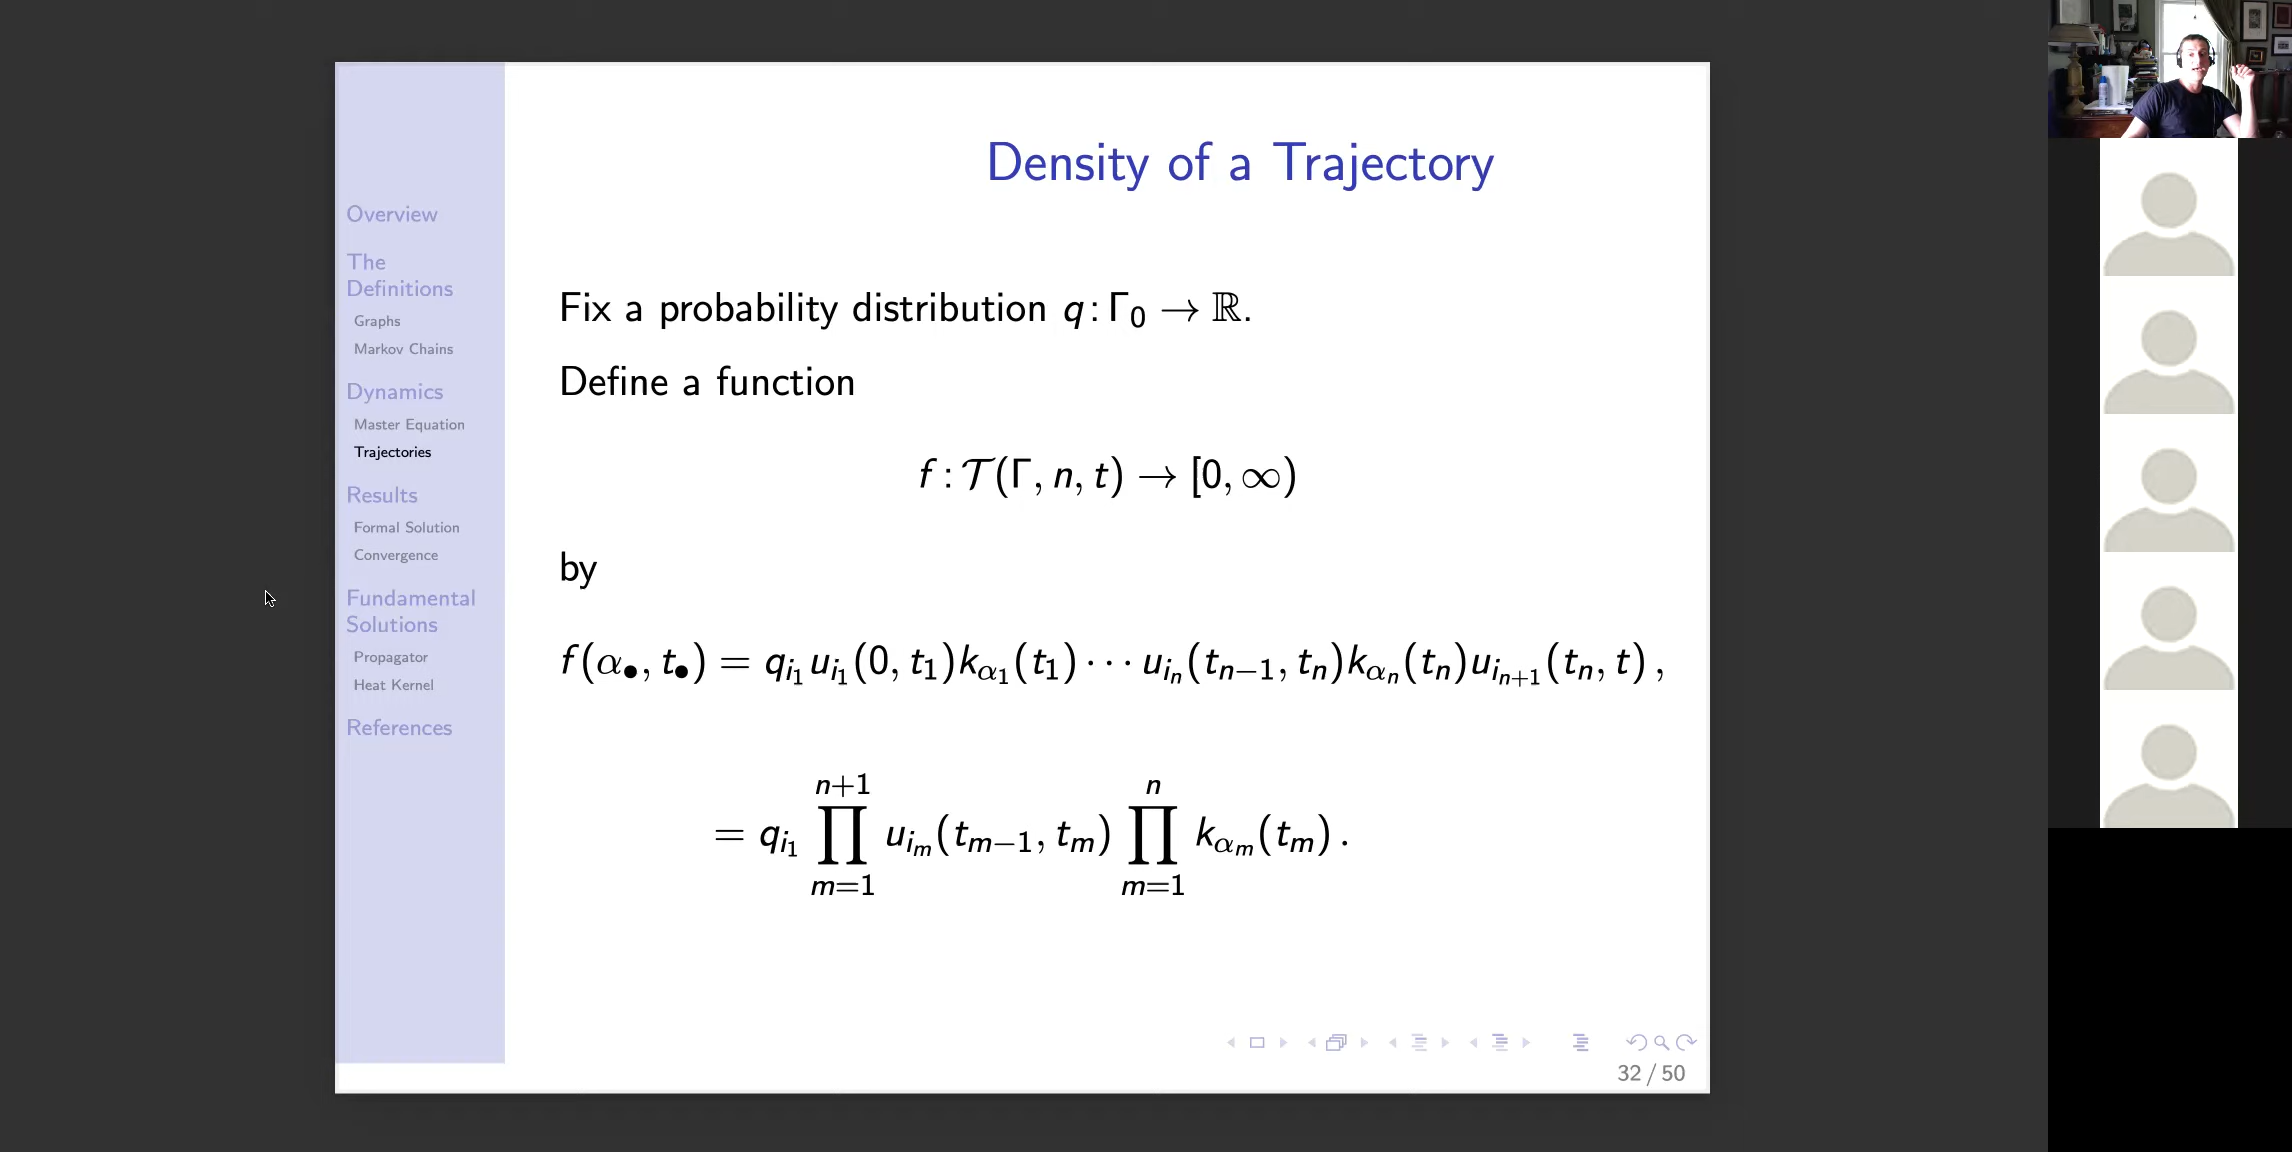 Overview
The
Definitions
Graphs
Markov Chains
Dynamics
Master Equation
Trajectories
Results
Formal Solution
Convergence
Fundamental
Solutions
Propagator
Heat Kernel
References
Density of a Trajectory
Fix a probability distribution q : Γ₀ → ℝ.
Define a function
f : 𝒯(Γ, n, t) → [0, ∞)
by
f(α_•, t_•) = q_{i_1} u_{i_1}(0, t_1) k_{α_1}(t_1) ⋯ u_{i_n}(t_{n−1}, t_n) k_{α_n}(t_n) u_{i_{n+1}}(t_n, t) ,
= q_{i_1} ∏_{m=1}^{n+1} u_{i_m}(t_{m−1}, t_m) ∏_{m=1}^{n} k_{α_m}(t_m) .
32 / 50